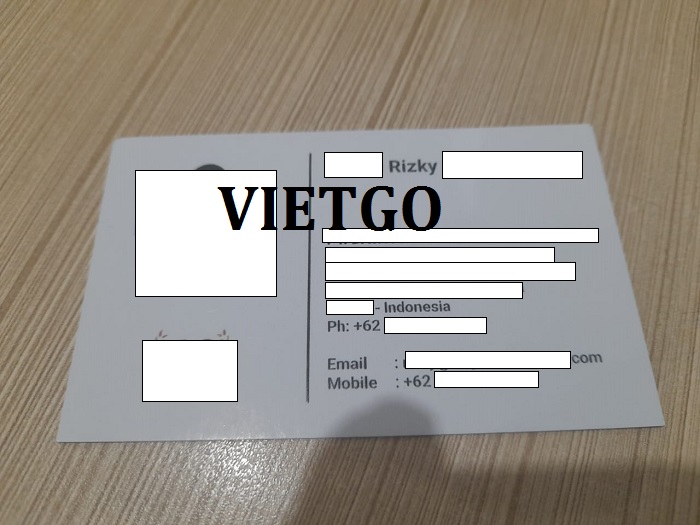 VIETGO
Rizky
- Indonesia
Ph: +62
Email :
com
Mobile : +62